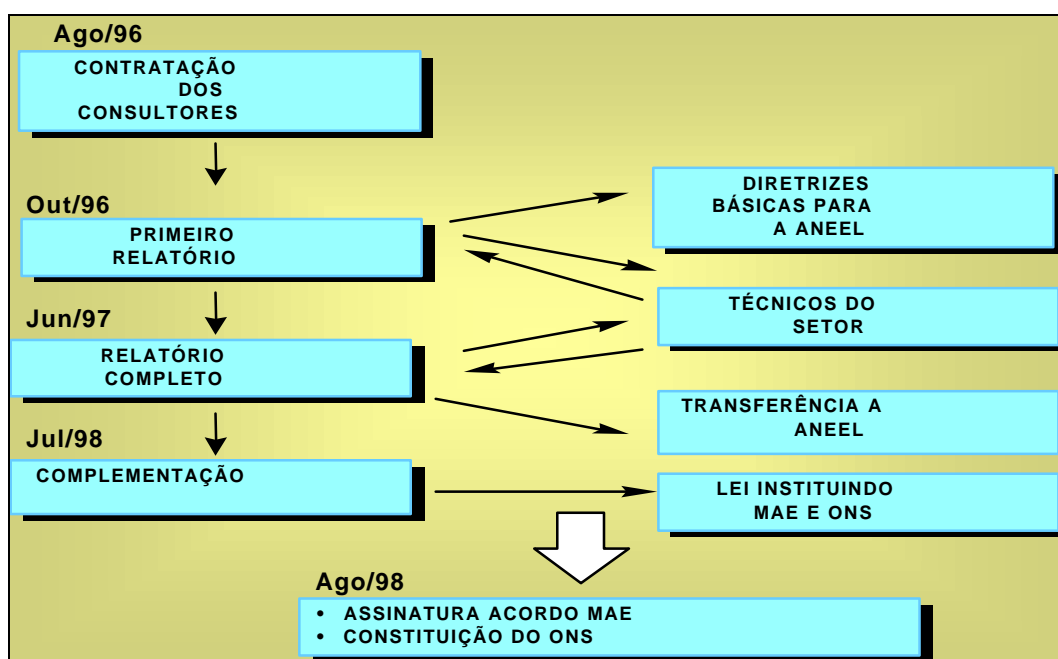 Ago/96
CONTRATAÇÃO
DOS
CONSULTORES
Out/96
PRIMEIRO
RELATÓRIO
Jun/97
RELATÓRIO
COMPLETO
Jul/98
COMPLEMENTAÇÃO
DIRETRIZES
BÁSICAS PARA
A ANEEL
TÉCNICOS DO
SETOR
TRANSFERÊNCIA A
ANEEL
LEI INSTITUINDO
MAE E ONS
Ago/98
• ASSINATURA ACORDO MAE
• CONSTITUIÇÃO DO ONS